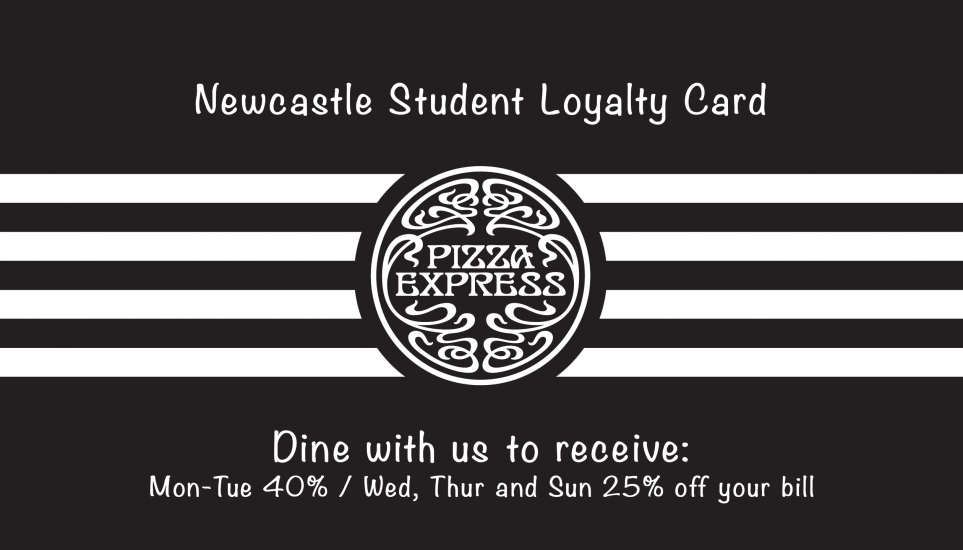 Newcastle Student Loyalty Card
PIZZA
EXPRESS
Dine with us to receive:
Mon-Tue 40% / Wed, Thur and Sun 25% off your bill